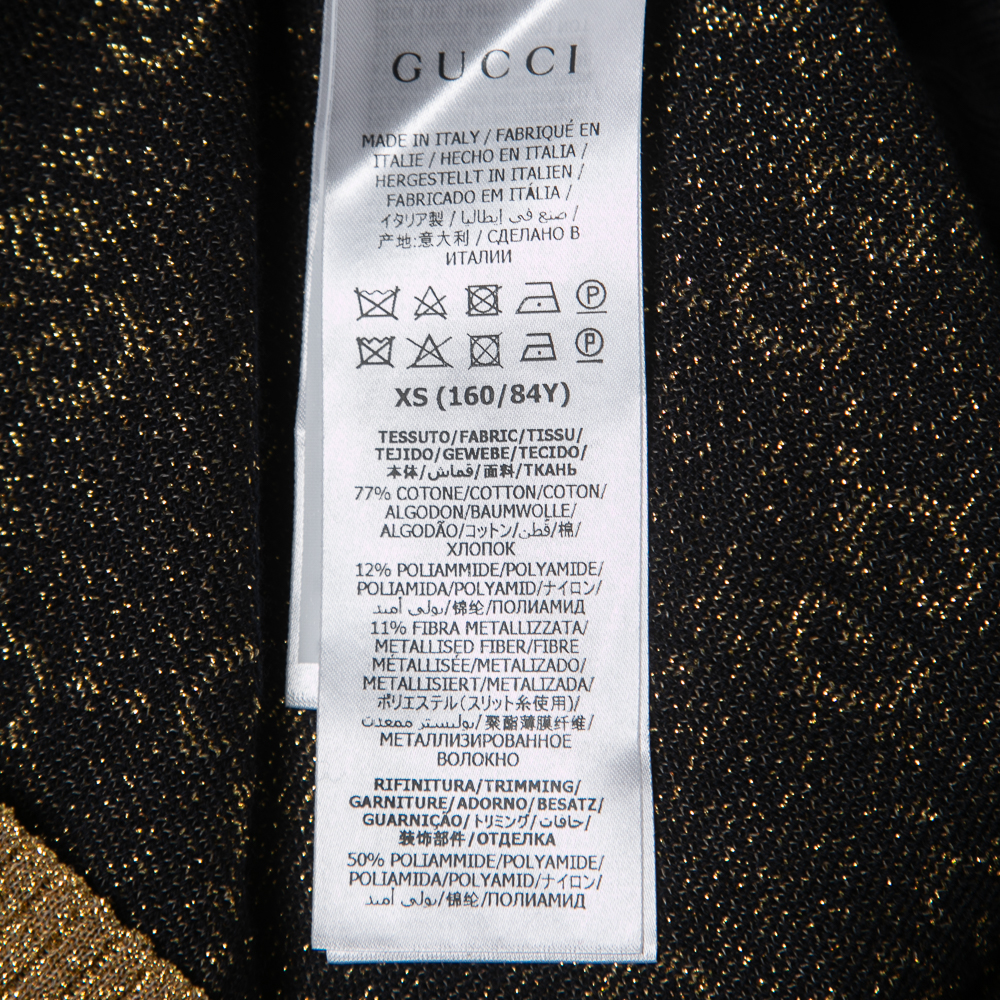 GUCCI
MADE IN ITALY / FABRIQUÉ EN
ITALIE / HECHO EN ITALIA /
HERGESTELLT IN ITALIEN /
FABRICADO EM ITÁLIA /
イタリア製 / صنع في إيطاليا /
产地:意大利 / СДЕЛАНО В
ИТАЛИИ
P
P
XS (160/84Y)
TESSUTO/FABRIC/TISSU/
TEJIDO/GEWEBE/TECIDO/
本体/قماش/面料/ТКАНЬ
77% COTONE/COTTON/COTON/
ALGODON/BAUMWOLLE/
ALGODÃO/コットン/قطن/棉/
ХЛОПОК
12% POLIAMMIDE/POLYAMIDE/
POLIAMIDA/POLYAMID/ナイロン/
بولي أميد/锦纶/ПОЛИАМИД
11% FIBRA METALLIZZATA/
METALLISED FIBER/FIBRE
MÉTALLISÉE/METALIZADO/
METALLISIERT/METALIZADA/
ポリエステル(スリット糸使用)/
بوليستر ممعدن/聚酯薄膜纤维/
МЕТАЛЛИЗИРОВАННОЕ
ВОЛОКНО
RIFINITURA/TRIMMING/
GARNITURE/ADORNO/BESATZ/
GUARNIÇÃO/トリミング/حافات/
装饰部件/ОТДЕЛКА
50% POLIAMMIDE/POLYAMIDE/
POLIAMIDA/POLYAMID/ナイロン/
بولي أميد/锦纶/ПОЛИАМИД